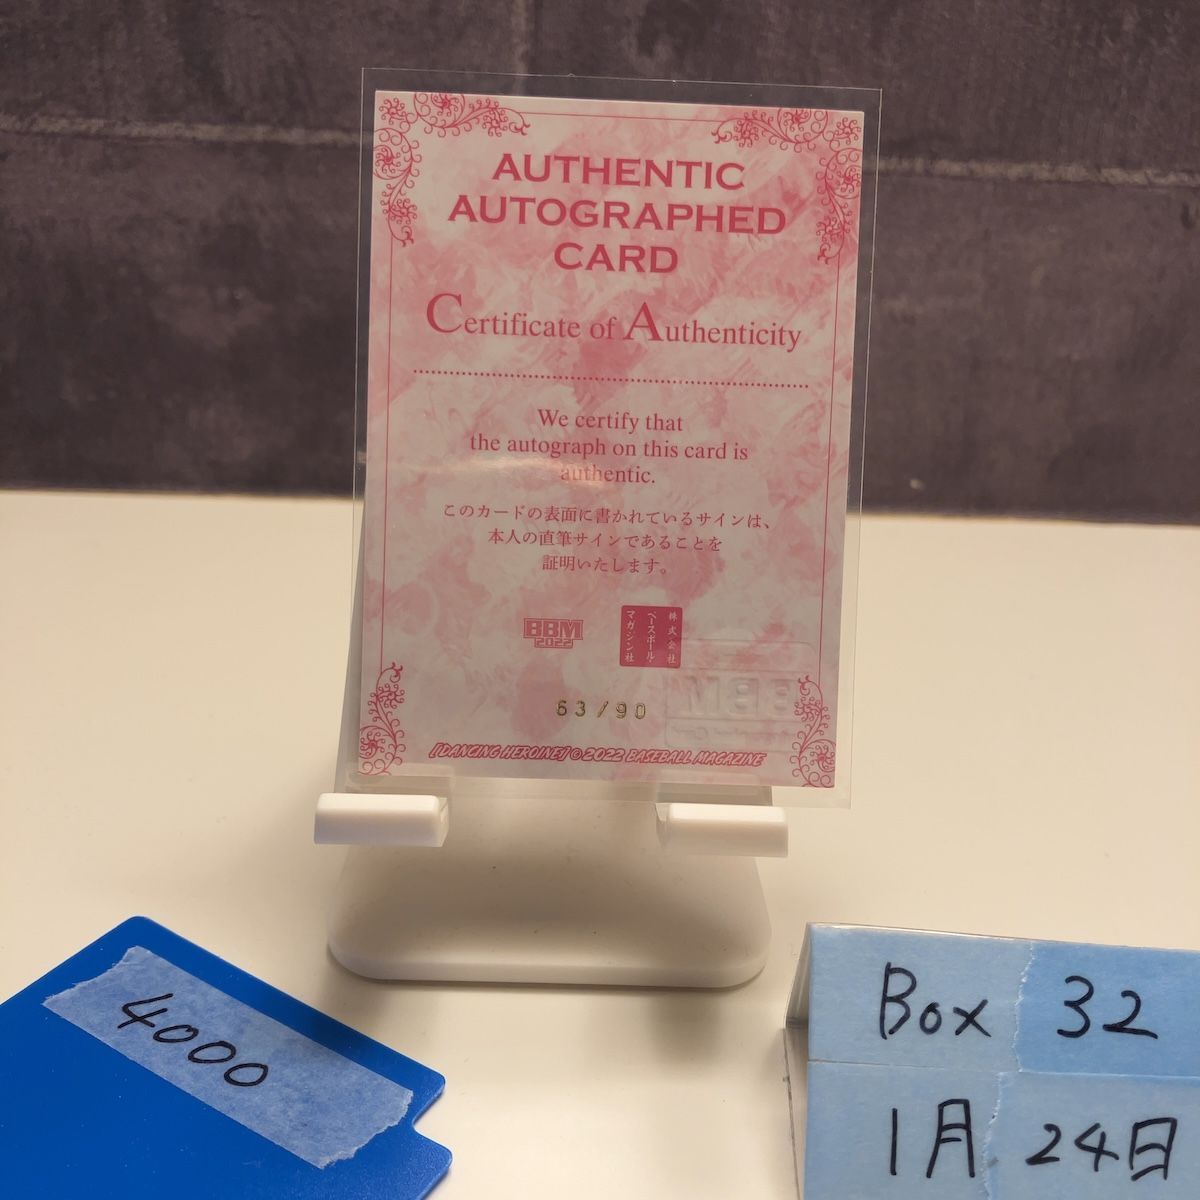 AUTHENTIC
AUTOGRAPHED
CARD
Certificate of Authenticity
We certify that
the autograph on this card is
authentic.
このカードの表面に書かれているサインは、
本人の直筆サインであることを
証明いたします。
BBM
2022
株式会社
ベースボール・
マガジン社
BBM
63/90
[DANCING HEROINE] © 2022 BASEBALL MAGAZINE
4000
Box 32
1月 24日